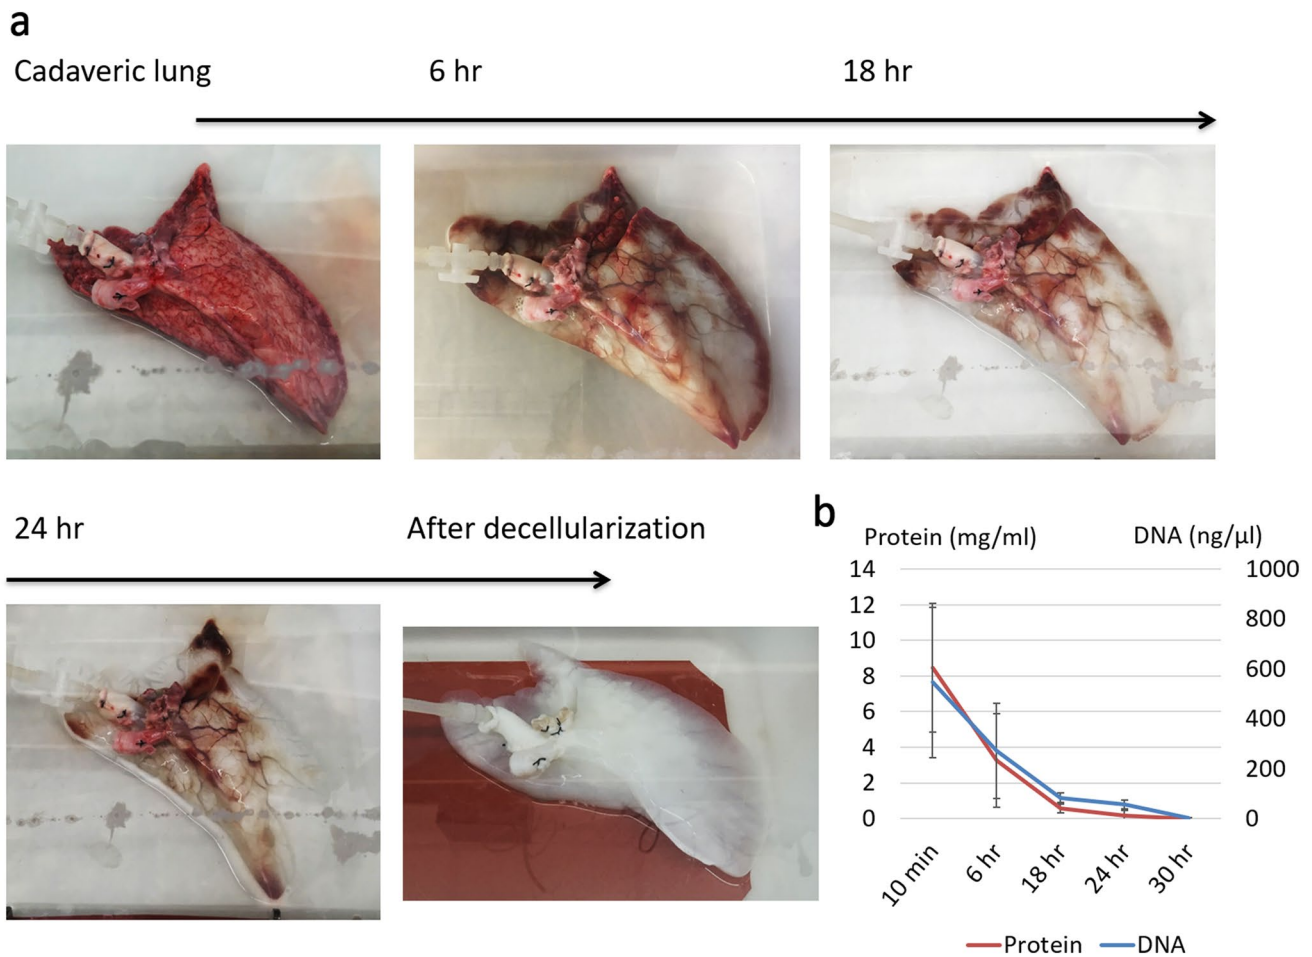 a
Cadaveric lung
6 hr
18 hr
24 hr
After decellularization
b
Protein (mg/ml)
DNA (ng/µl)
14
12
10
8
6
4
2
0
1000
800
600
400
200
0
10 min
6 hr
18 hr
24 hr
30 hr
Protein
DNA